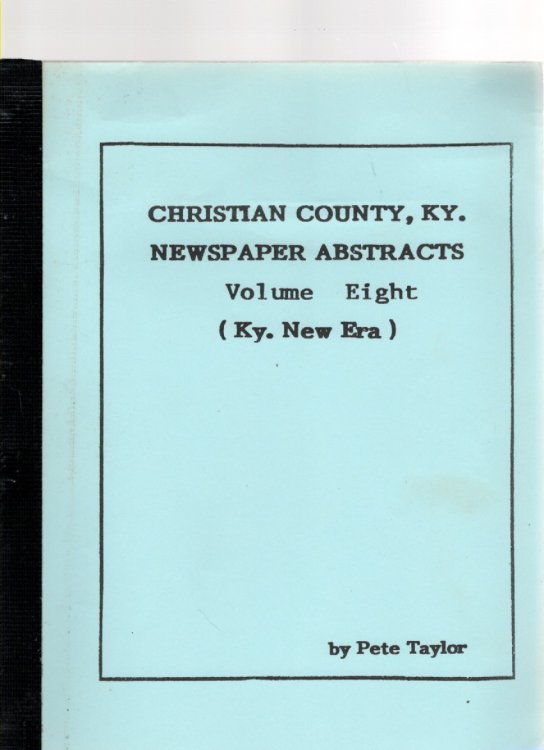 CHRISTIAN COUNTY, KY.
NEWSPAPER ABSTRACTS
Volume Eight
(Ky. New Era)
by Pete Taylor